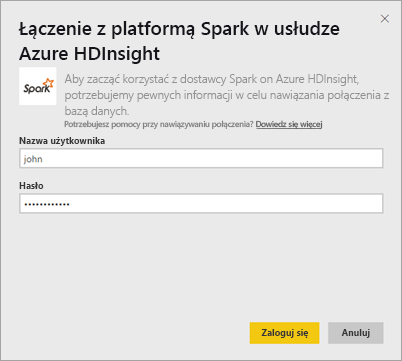 Łączenie z platformą Spark w usłudze
Azure HDInsight
Spark
Aby zacząć korzystać z dostawcy Spark on Azure HDInsight,
potrzebujemy pewnych informacji w celu nawiązania połączenia z
bazą danych.
Potrzebujesz pomocy przy nawiązywaniu połączenia? Dowiedz się więcej
Nazwa użytkownika
john
Hasło
••••••••••••
Zaloguj się
Anuluj